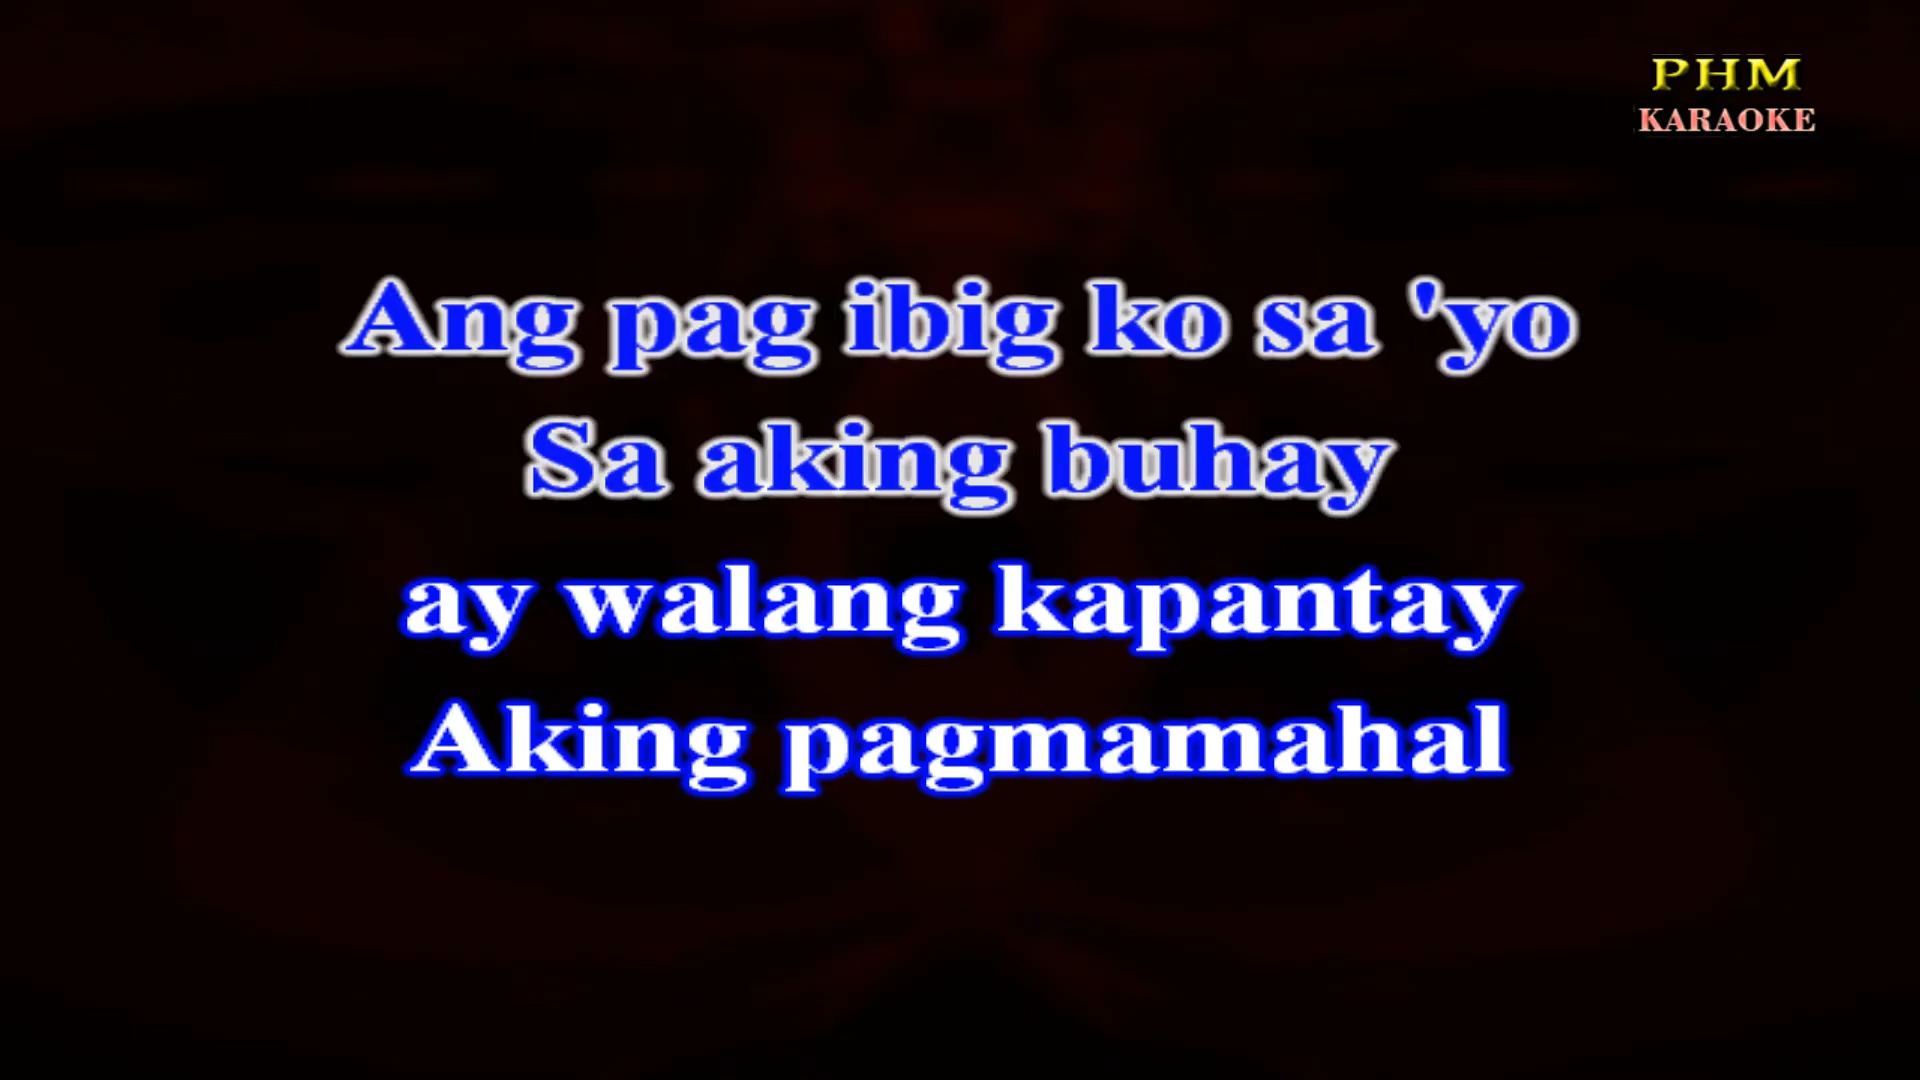 PHM
KARAOKE
Ang pag ibig ko sa 'yo
Sa aking buhay
ay walang kapantay
Aking pagmamahal